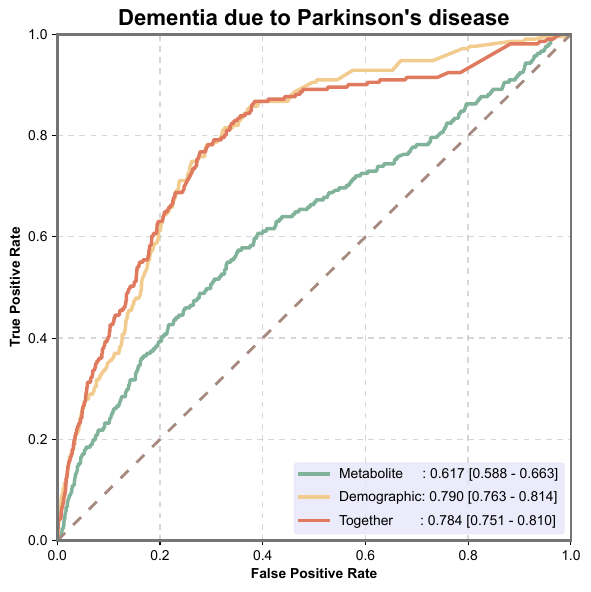 Dementia due to Parkinson's disease
1.0
0.8
0.6
0.4
0.2
0.0
True Positive Rate
Metabolite : 0.617 [0.588 - 0.663]
Demographic: 0.790 [0.763 - 0.814]
Together : 0.784 [0.751 - 0.810]
0.0 0.2 0.4 0.6 0.8 1.0
False Positive Rate